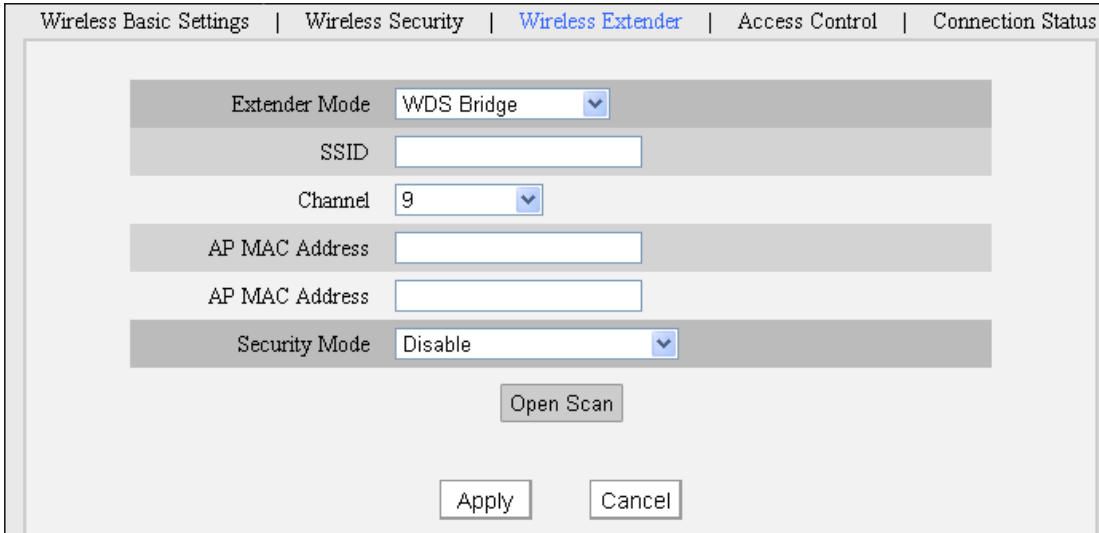 Wireless Basic Settings | Wireless Security | Wireless Extender | Access Control | Connection Status
Extender Mode WDS Bridge
SSID
Channel 9
AP MAC Address
AP MAC Address
Security Mode Disable
Open Scan
Apply Cancel